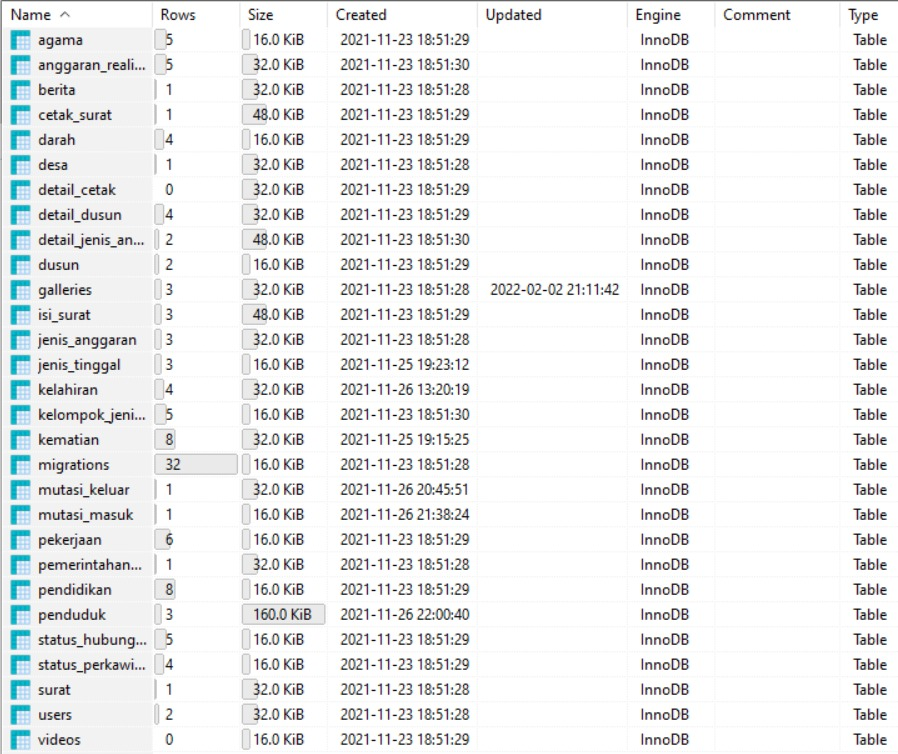 Name Rows Size Created Updated Engine Comment Type
agama 5 16.0 KiB 2021-11-23 18:51:29 InnoDB Table
anggaran_reali... 5 32.0 KiB 2021-11-23 18:51:30 InnoDB Table
berita 1 32.0 KiB 2021-11-23 18:51:28 InnoDB Table
cetak_surat 1 48.0 KiB 2021-11-23 18:51:29 InnoDB Table
darah 4 16.0 KiB 2021-11-23 18:51:29 InnoDB Table
desa 1 32.0 KiB 2021-11-23 18:51:28 InnoDB Table
detail_cetak 0 32.0 KiB 2021-11-23 18:51:29 InnoDB Table
detail_dusun 4 32.0 KiB 2021-11-23 18:51:29 InnoDB Table
detail_jenis_an... 2 48.0 KiB 2021-11-23 18:51:30 InnoDB Table
dusun 2 16.0 KiB 2021-11-23 18:51:29 InnoDB Table
galleries 3 32.0 KiB 2021-11-23 18:51:28 2022-02-02 21:11:42 InnoDB Table
isi_surat 3 48.0 KiB 2021-11-23 18:51:29 InnoDB Table
jenis_anggaran 3 32.0 KiB 2021-11-23 18:51:28 InnoDB Table
jenis_tinggal 3 16.0 KiB 2021-11-25 19:23:12 InnoDB Table
kelahiran 4 32.0 KiB 2021-11-26 13:20:19 InnoDB Table
kelompok_jeni... 5 16.0 KiB 2021-11-23 18:51:30 InnoDB Table
kematian 8 32.0 KiB 2021-11-25 19:15:25 InnoDB Table
migrations 32 16.0 KiB 2021-11-23 18:51:28 InnoDB Table
mutasi_keluar 1 32.0 KiB 2021-11-26 20:45:51 InnoDB Table
mutasi_masuk 1 16.0 KiB 2021-11-26 21:38:24 InnoDB Table
pekerjaan 6 16.0 KiB 2021-11-23 18:51:29 InnoDB Table
pemerintahan... 1 32.0 KiB 2021-11-23 18:51:28 InnoDB Table
pendidikan 8 16.0 KiB 2021-11-23 18:51:29 InnoDB Table
penduduk 3 160.0 KiB 2021-11-26 22:00:40 InnoDB Table
status_hubung... 5 16.0 KiB 2021-11-23 18:51:29 InnoDB Table
status_perkawi... 4 16.0 KiB 2021-11-23 18:51:29 InnoDB Table
surat 1 32.0 KiB 2021-11-23 18:51:28 InnoDB Table
users 2 32.0 KiB 2021-11-23 18:51:28 InnoDB Table
videos 0 16.0 KiB 2021-11-23 18:51:29 InnoDB Table